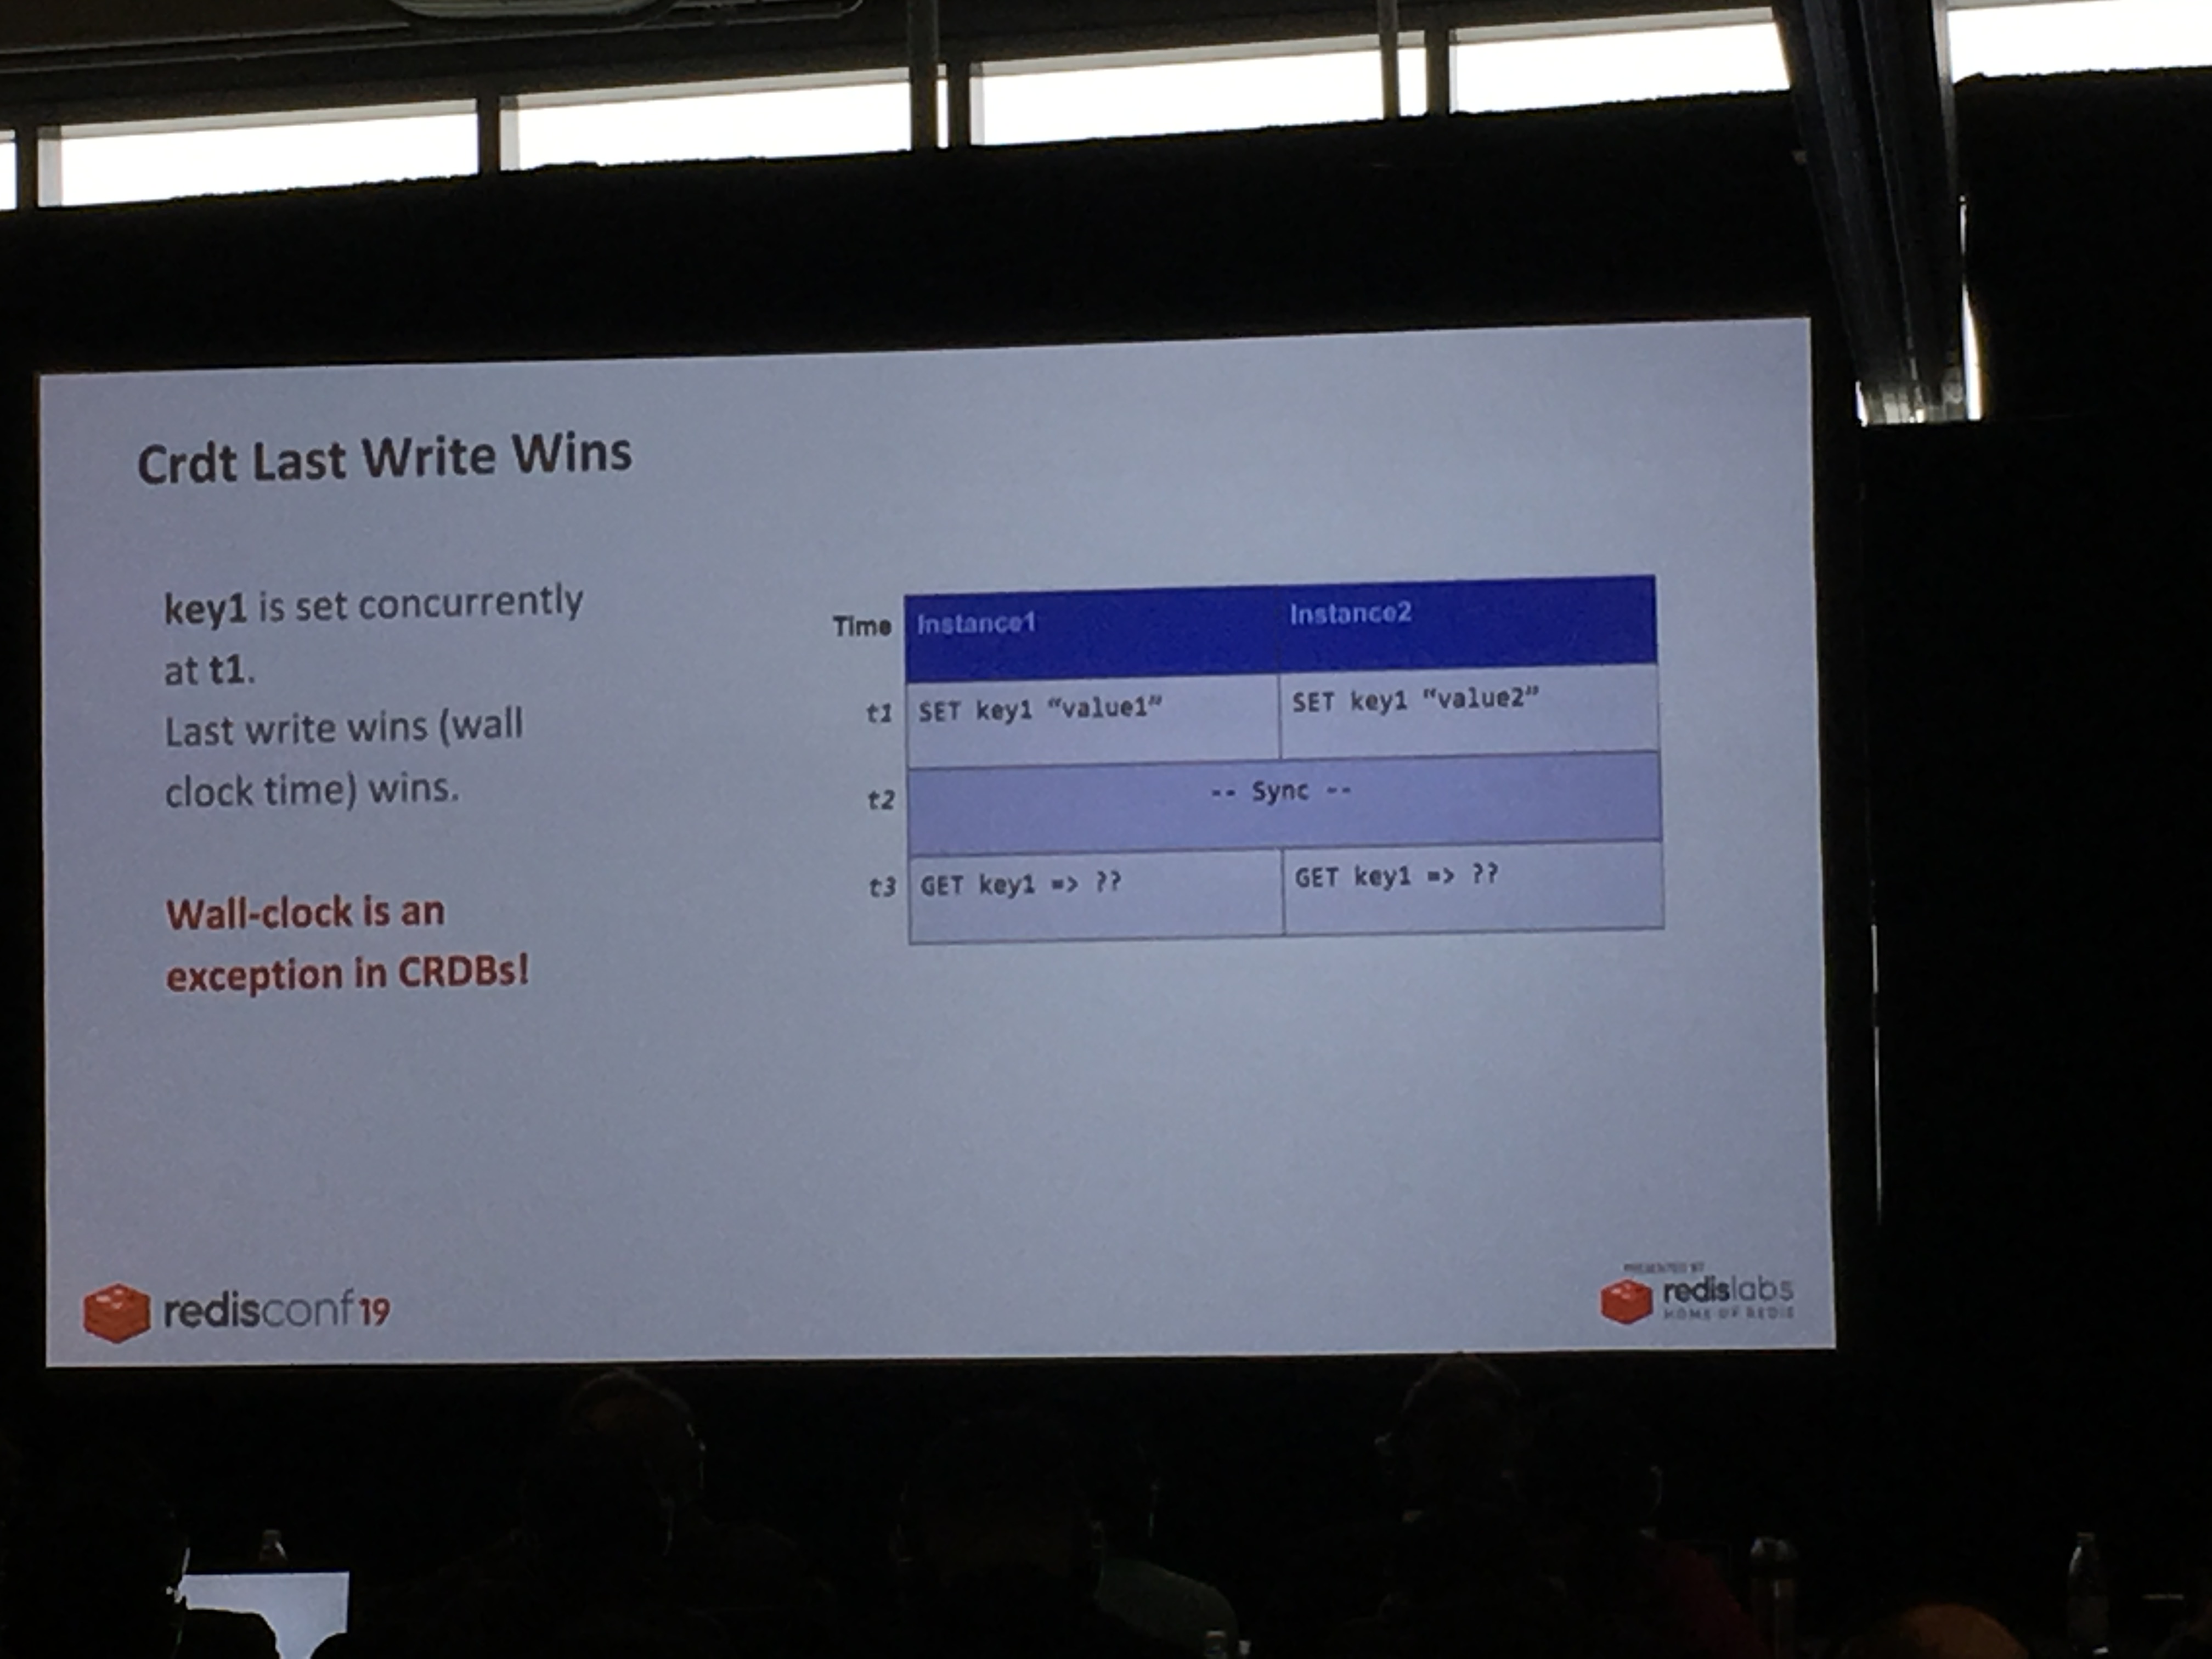 Crdt Last Write Wins
key1 is set concurrently
at t1.
Last write wins (wall
clock time) wins.
Wall-clock is an
exception in CRDBs!
Time Instance1 Instance2
t1 SET key1 “value1” SET key1 “value2”
t2 -- Sync --
t3 GET key1 => ?? GET key1 => ??
redisconf19
PRESENTED BY
redislabs
HOME OF REDIS